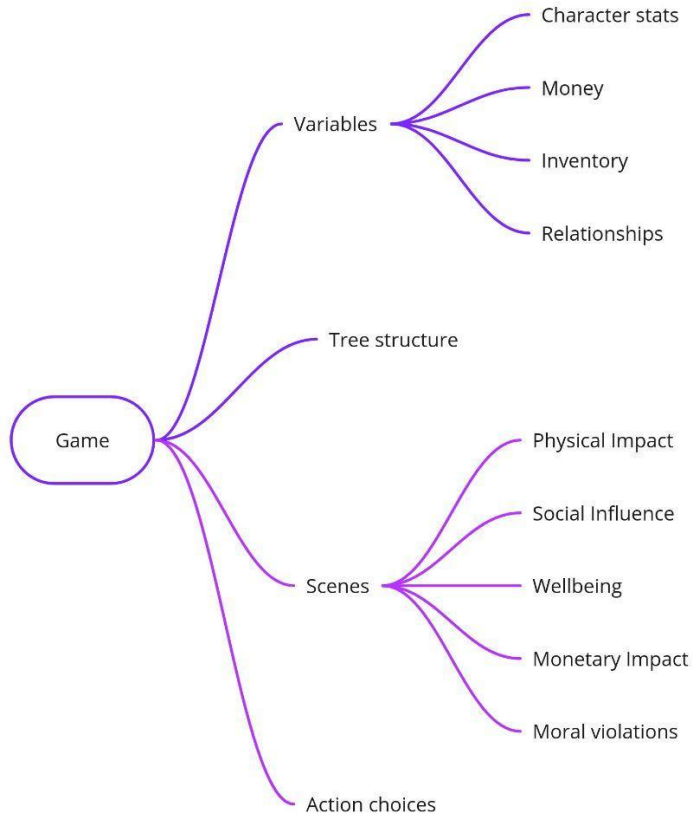 Character stats
Money
Variables
Inventory
Relationships
Tree structure
Game
Physical Impact
Social Influence
Scenes
Wellbeing
Monetary Impact
Moral violations
Action choices